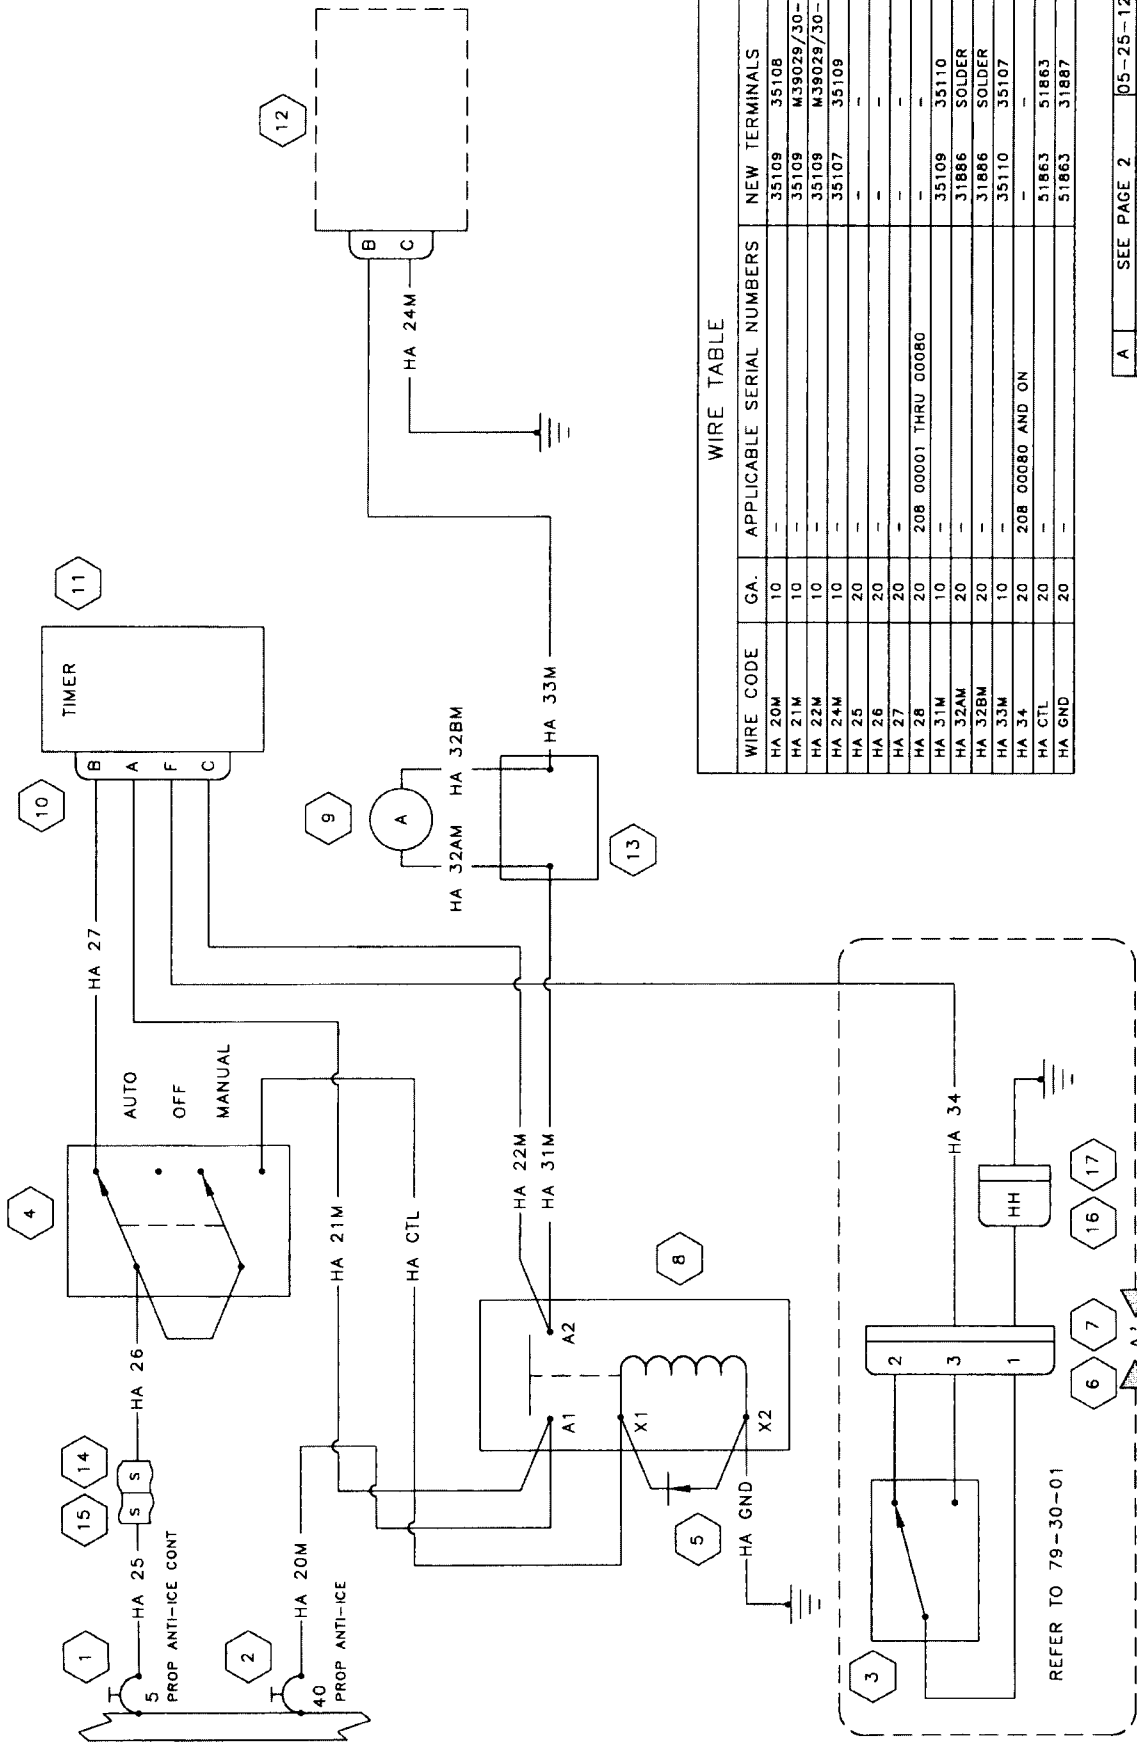 1
5
PROP ANTI-ICE CONT
HA 25
15
14
S S
HA 26
4
AUTO
OFF
MANUAL
HA 27
10
11
TIMER
B
A
F
C
2
40
PROP ANTI-ICE
HA 20M
HA 21M
HA CTL
12
B
C
HA 24M
9
A
HA 32AM
HA 32BM
HA 33M
13
HA 22M
HA 31M
8
A1
A2
X1
X2
5
HA GND
3
REFER TO 79-30-01
2
3
1
6
7
HA 34
HH
16
17
WIRE TABLE
WIRE CODE GA. APPLICABLE SERIAL NUMBERS NEW TERMINALS
HA 20M 10 - 35109 35108
HA 21M 10 - 35109 M39029/30-
HA 22M 10 - 35109 M39029/30-
HA 24M 10 - 35107 35109
HA 25 20 - - -
HA 26 20 - - -
HA 27 20 - - -
HA 28 20 208 00001 THRU 00080 - -
HA 31M 10 - 35109 35110
HA 32AM 20 - 31886 SOLDER
HA 32BM 20 - 31886 SOLDER
HA 33M 10 - 35110 35107
HA 34 20 208 00080 AND ON - -
HA CTL 20 - 51863 51863
HA GND 20 - 51863 31887
A SEE PAGE 2 05-25-12